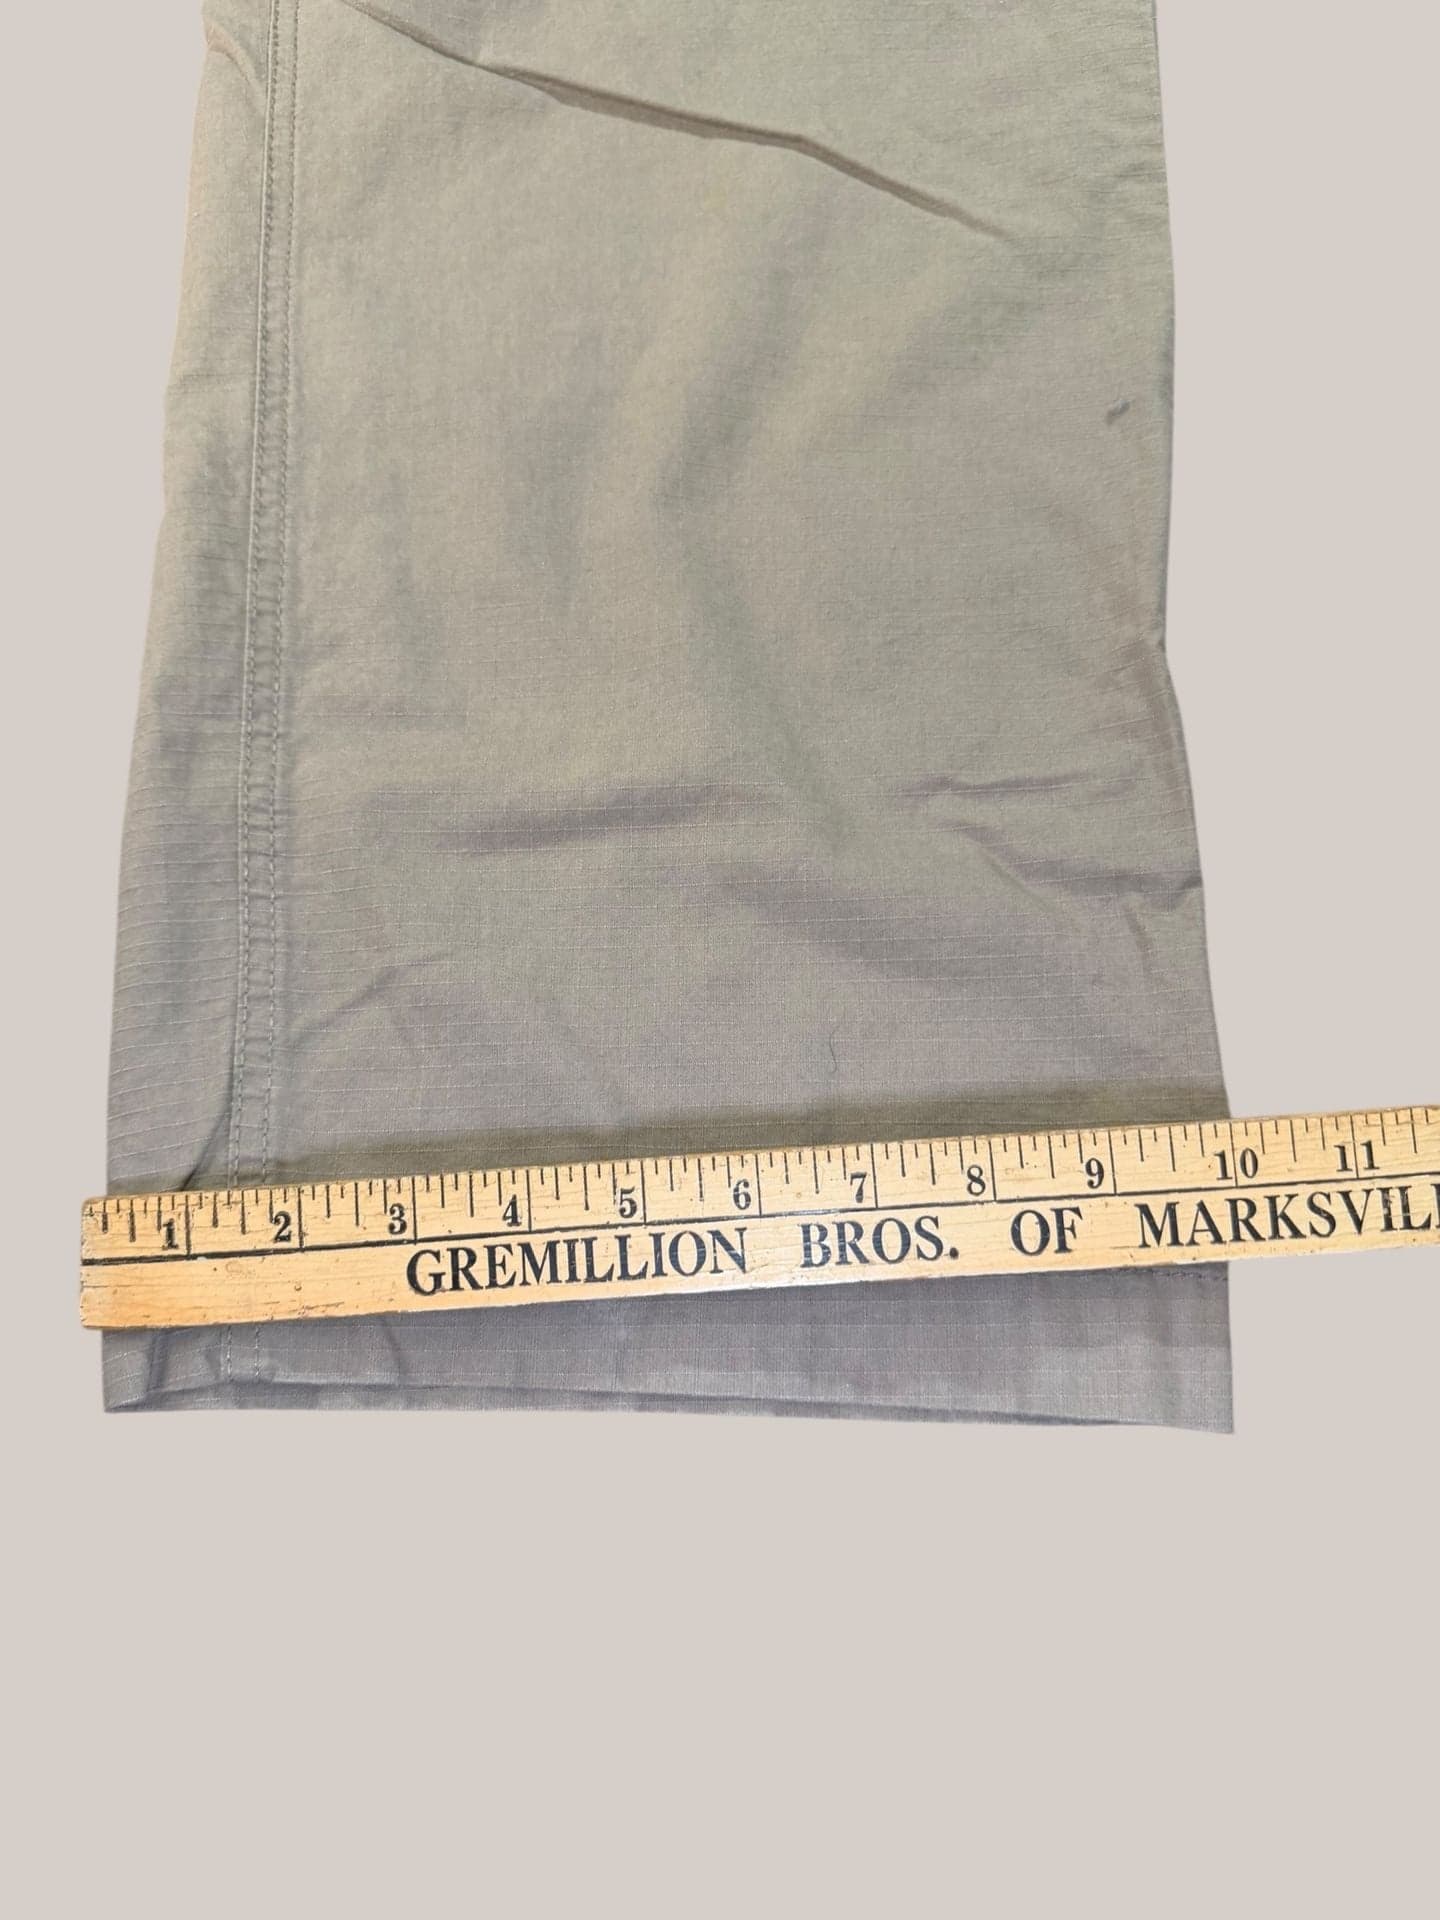 1 2 3 4 5 6 7 8 9 10 11
GREMILLION BROS. OF MARKSVIL